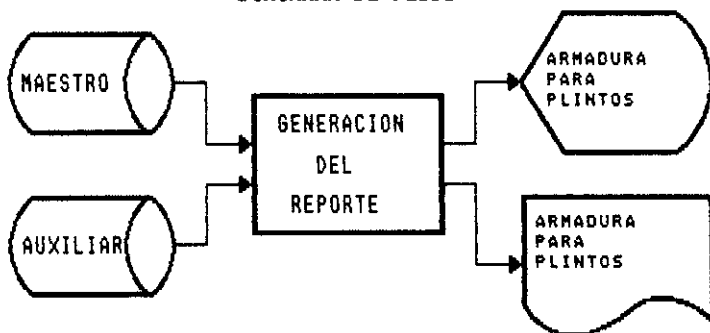 MAESTRO
AUXILIAR
GENERACION
DEL
REPORTE
ARMADURA
PARA
PLINTOS
ARMADURA
PARA
PLINTOS